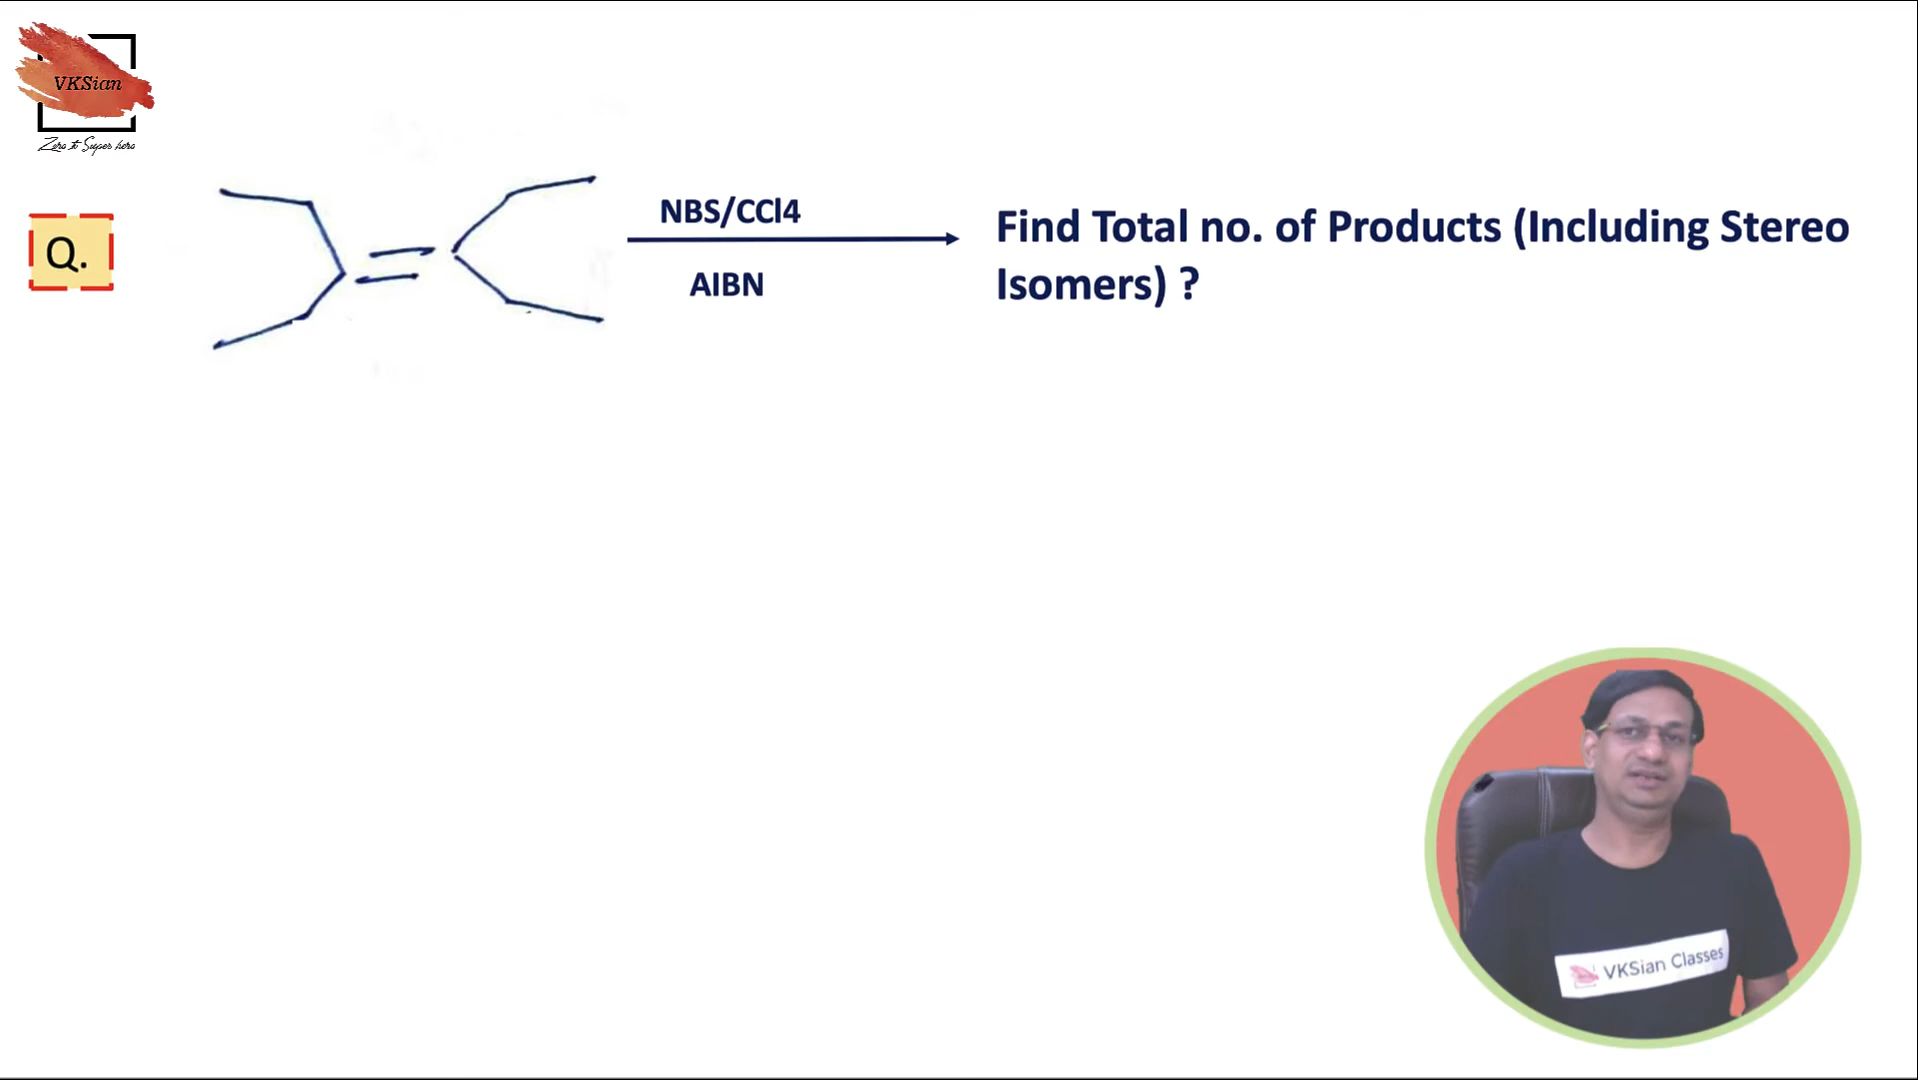 VKSian
Zero to Super hero
Q.
NBS/CCl4
AIBN
Find Total no. of Products (Including Stereo
Isomers) ?
VKSian Classes